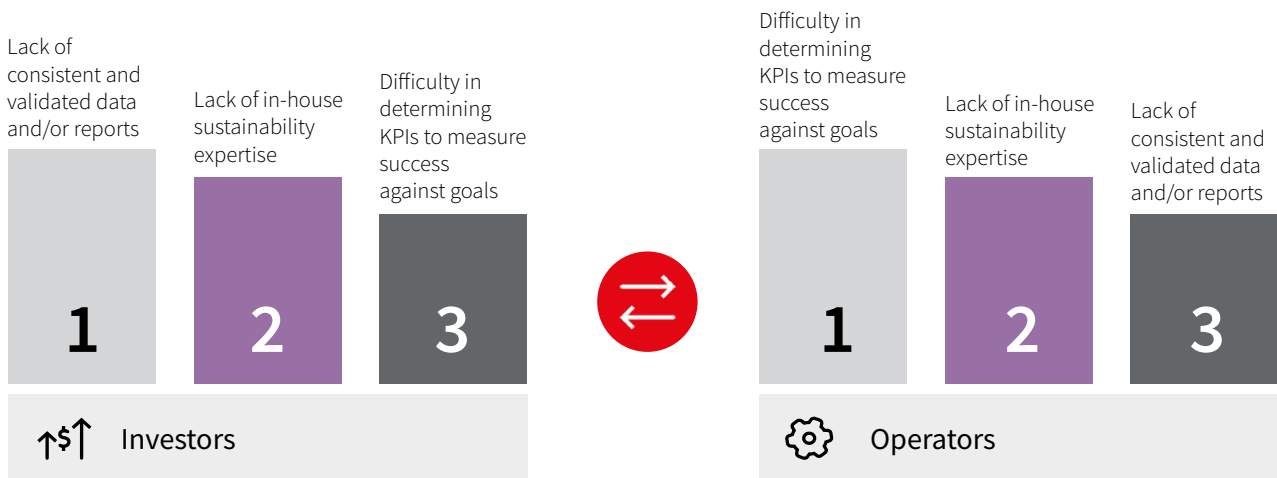 Lack of
consistent and
validated data
and/or reports
Lack of in-house
sustainability
expertise
Difficulty in
determining
KPIs to measure
success
against goals
1
2
3
$
Investors
Difficulty in
determining
KPIs to measure
success
against goals
Lack of in-house
sustainability
expertise
Lack of
consistent and
validated data
and/or reports
1
2
3
Operators